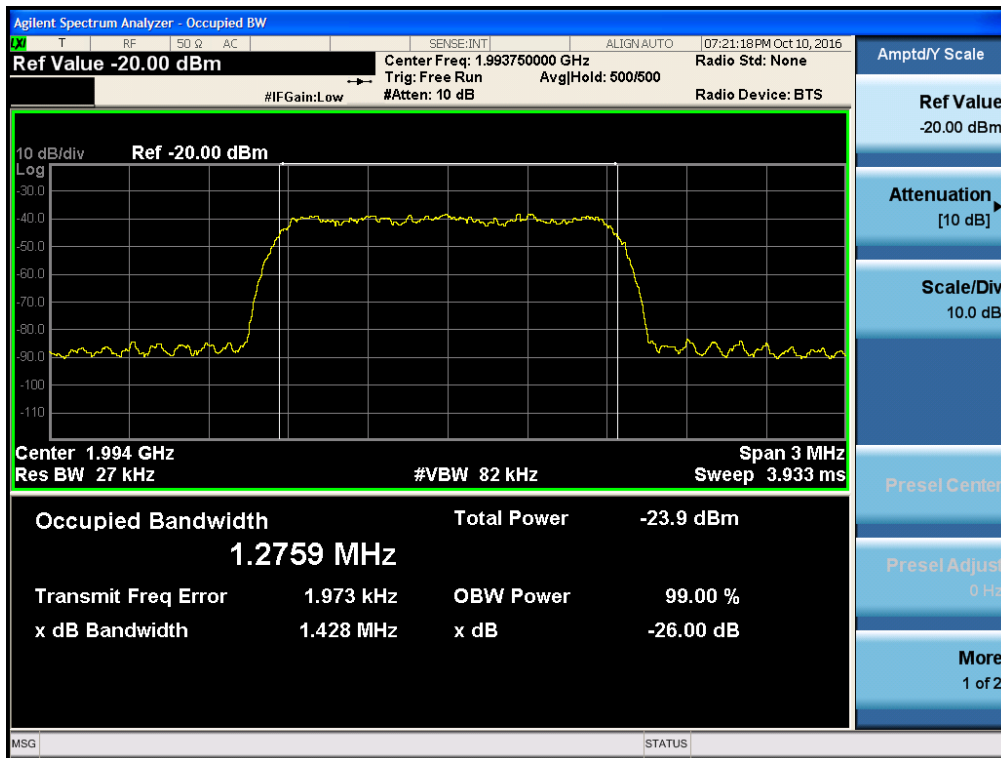 Agilent Spectrum Analyzer - Occupied BW
LXI T RF 50 Ω AC SENSE:INT ALIGN AUTO 07:21:18 PM Oct 10, 2016
Ref Value -20.00 dBm
Center Freq: 1.993750000 GHz
Radio Std: None
Trig: Free Run Avg|Hold: 500/500
#IFGain:Low #Atten: 10 dB Radio Device: BTS
10 dB/div Ref -20.00 dBm
Log
-30.0
-40.0
-50.0
-60.0
-70.0
-80.0
-90.0
-100
-110
Center 1.994 GHz Span 3 MHz
Res BW 27 kHz #VBW 82 kHz Sweep 3.933 ms
Occupied Bandwidth Total Power -23.9 dBm
1.2759 MHz
Transmit Freq Error 1.973 kHz OBW Power 99.00 %
x dB Bandwidth 1.428 MHz x dB -26.00 dB
MSG STATUS
Amptd/Y Scale
Ref Value
-20.00 dBm
Attenuation
[10 dB]
Scale/Div
10.0 dB
Presel Center
Presel Adjust
0 Hz
More
1 of 2